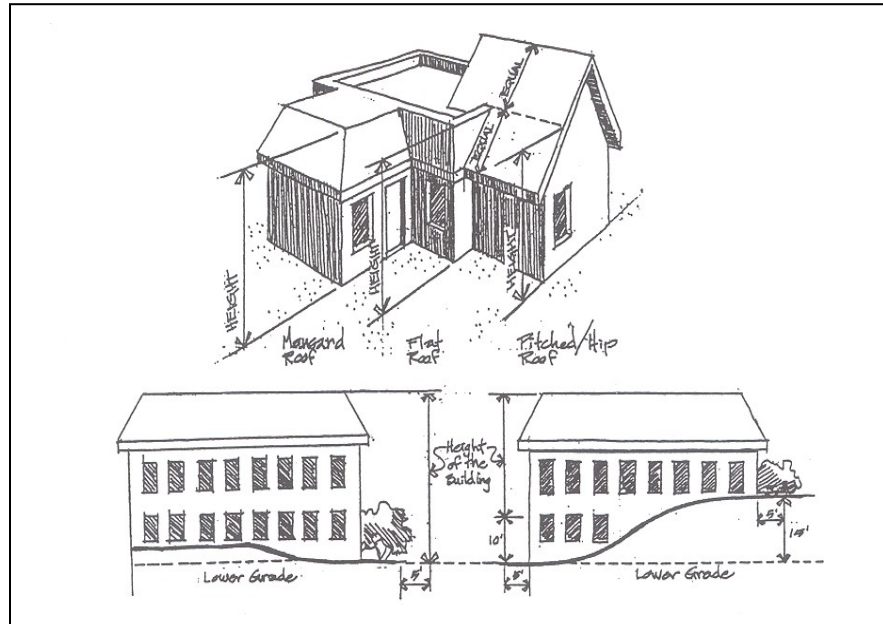 EQUAL
EQUAL
HEIGHT
HEIGHT
HEIGHT
Mansard
Roof
Flat
Roof
Pitched/Hip
Roof
Height
of the
Building
10'
5'
15'
Lower Grade
5'
5'
Lower Grade